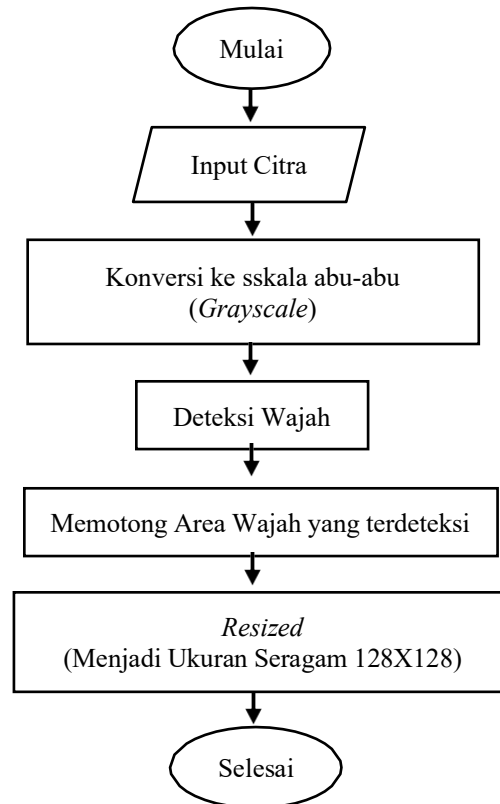 Mulai
Input Citra
Konversi ke sskala abu-abu
(Grayscale)
Deteksi Wajah
Memotong Area Wajah yang terdeteksi
Resized
(Menjadi Ukuran Seragam 128X128)
Selesai